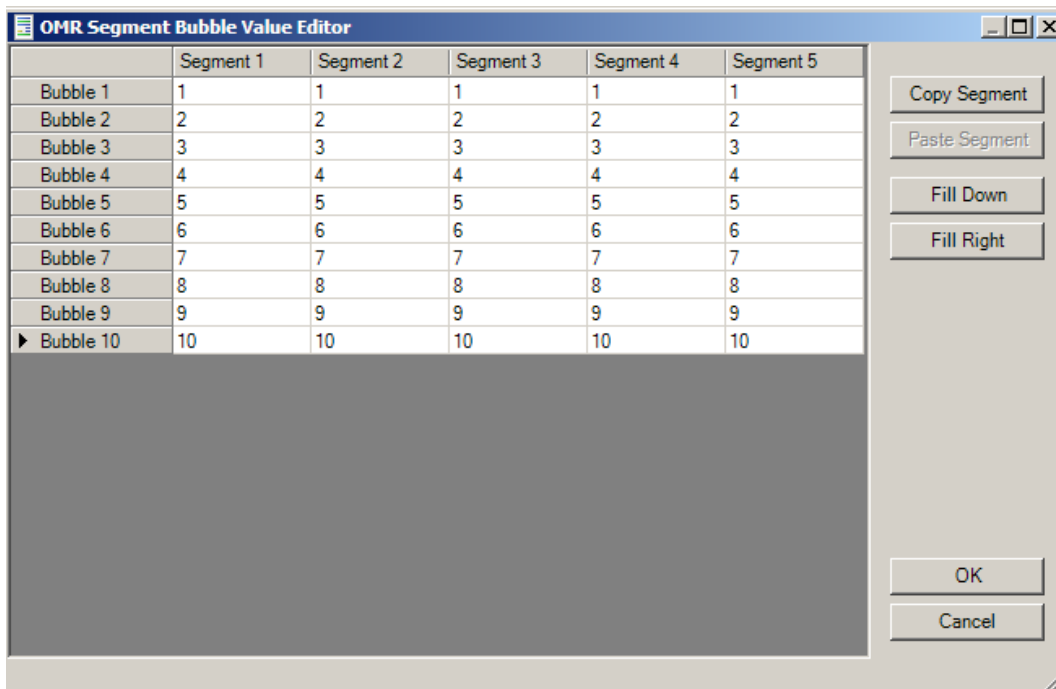 OMR Segment Bubble Value Editor
Segment 1 Segment 2 Segment 3 Segment 4 Segment 5
Bubble 1 1 1 1 1 1
Bubble 2 2 2 2 2 2
Bubble 3 3 3 3 3 3
Bubble 4 4 4 4 4 4
Bubble 5 5 5 5 5 5
Bubble 6 6 6 6 6 6
Bubble 7 7 7 7 7 7
Bubble 8 8 8 8 8 8
Bubble 9 9 9 9 9 9
Bubble 10 10 10 10 10 10
Copy Segment
Paste Segment
Fill Down
Fill Right
OK
Cancel